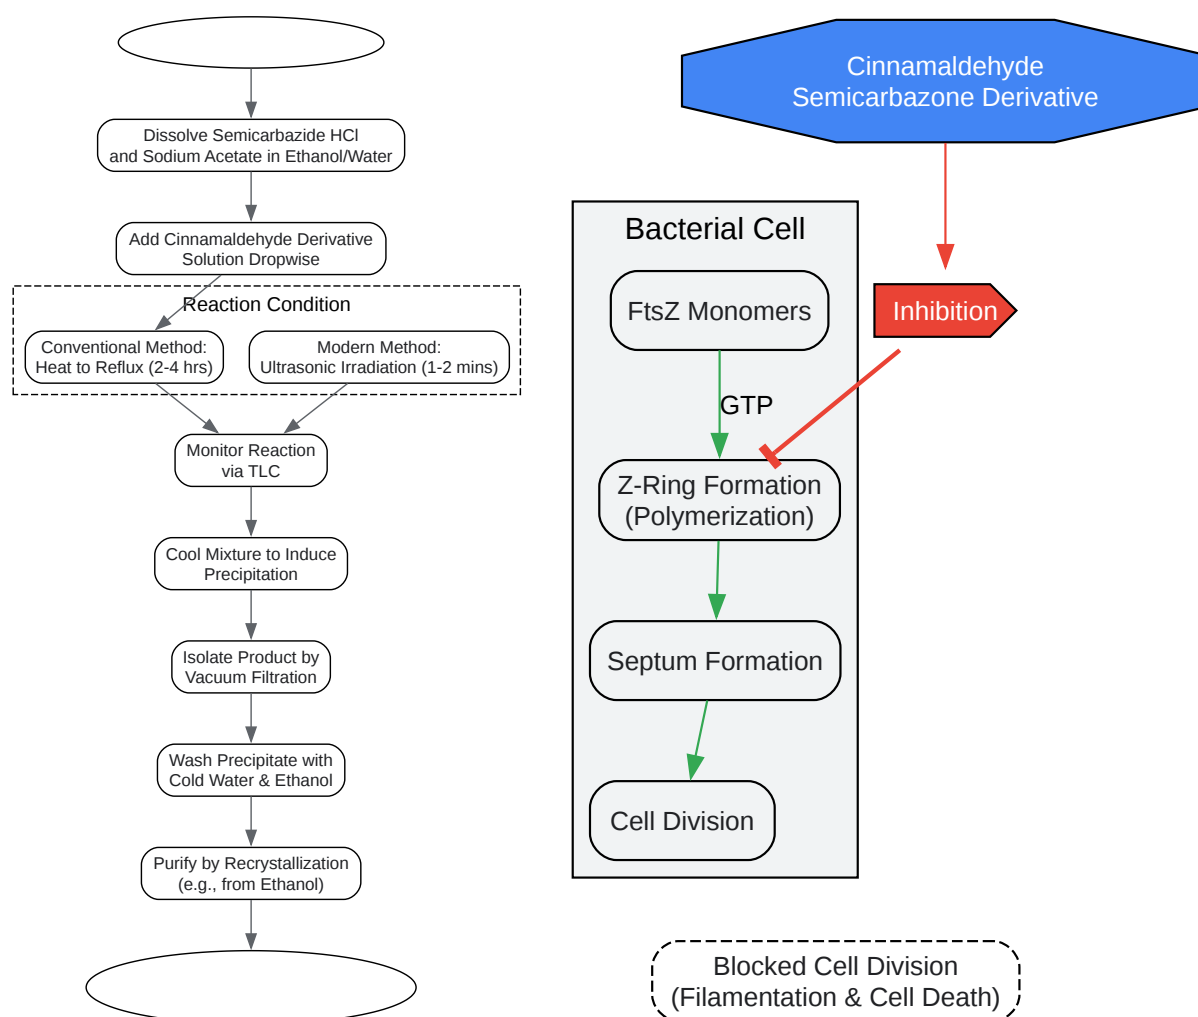 Dissolve Semicarbazide HCl
and Sodium Acetate in Ethanol/Water
Add Cinnamaldehyde Derivative
Solution Dropwise
Reaction Condition
Conventional Method:
Heat to Reflux (2-4 hrs)
Modern Method:
Ultrasonic Irradiation (1-2 mins)
Monitor Reaction
via TLC
Cool Mixture to Induce
Precipitation
Isolate Product by
Vacuum Filtration
Wash Precipitate with
Cold Water & Ethanol
Purify by Recrystallization
(e.g., from Ethanol)
Cinnamaldehyde
Semicarbazone Derivative
Inhibition
Bacterial Cell
FtsZ Monomers
GTP
Z-Ring Formation
(Polymerization)
Septum Formation
Cell Division
Blocked Cell Division
(Filamentation & Cell Death)